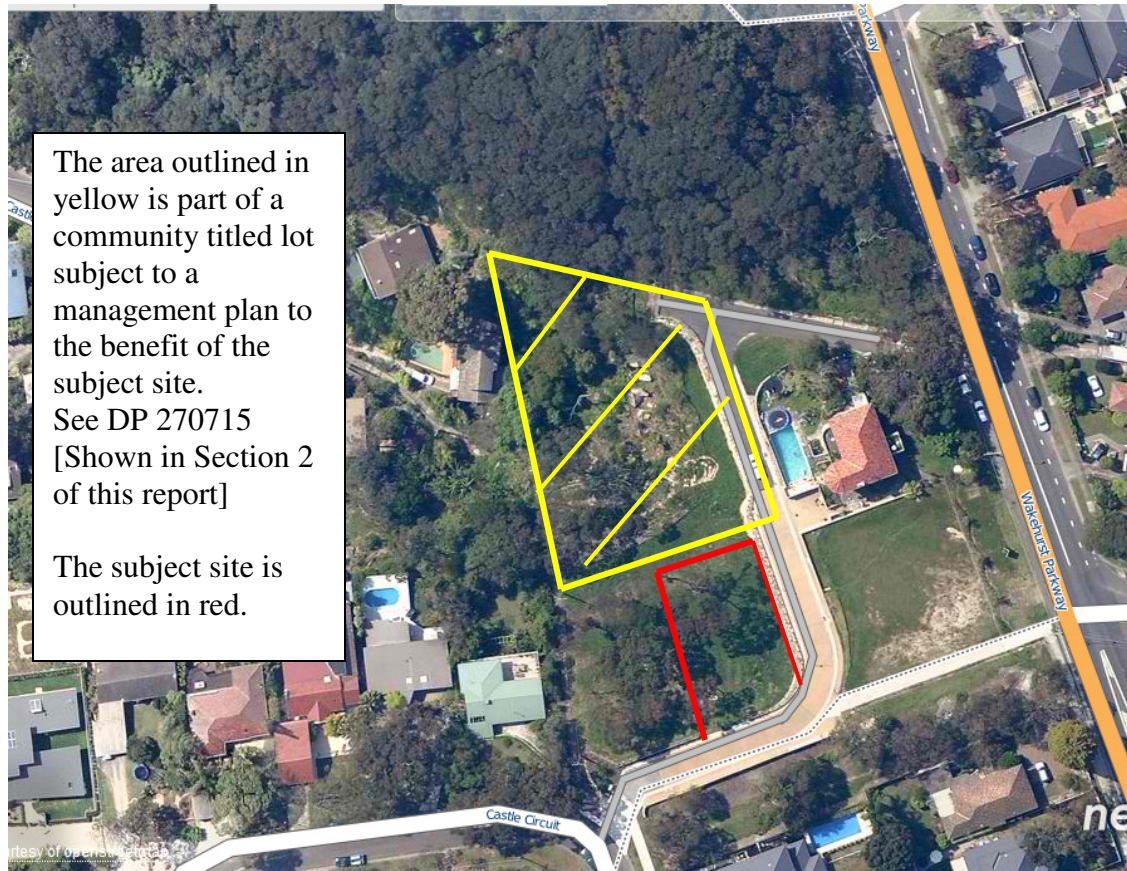 Parkway
The area outlined in
yellow is part of a
community titled lot
subject to a
management plan to
the benefit of the
subject site.
See DP 270715
[Shown in Section 2
of this report]
The subject site is
outlined in red.
Wakehurst Parkway
Castle Circuit